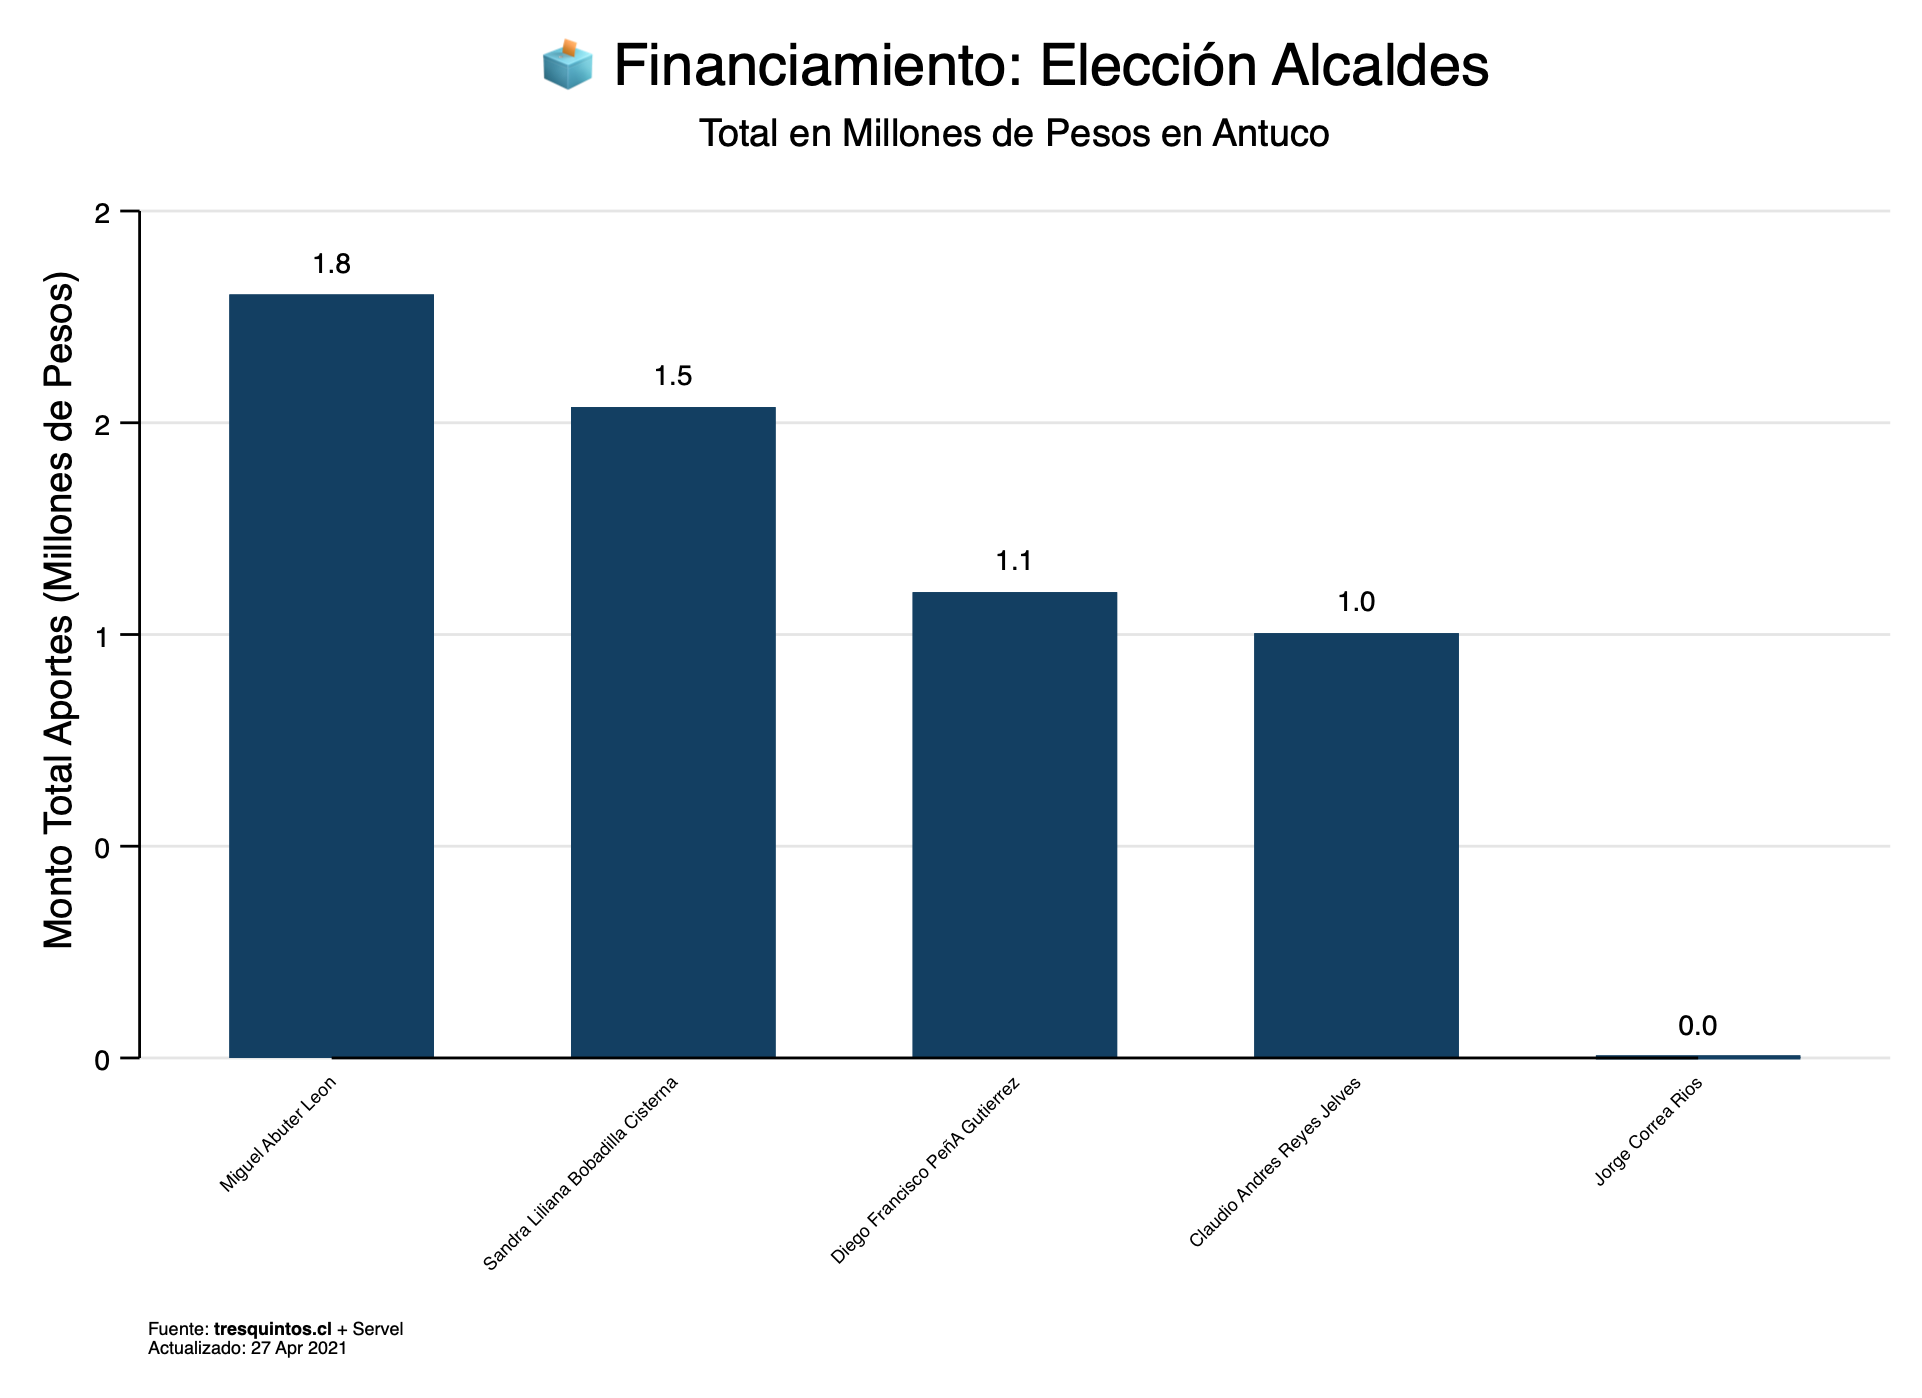 Financiamiento: Elección Alcaldes
Total en Millones de Pesos en Antuco
Monto Total Aportes (Millones de Pesos)
2
2
1
0
0
1.8
1.5
1.1
1.0
0.0
Miguel Abuter Leon
Sandra Liliana Bobadilla Cisterna
Diego Francisco PeñA Gutierrez
Claudio Andres Reyes Jelves
Jorge Correa Rios
Fuente: tresquintos.cl + Servel
Actualizado: 27 Apr 2021